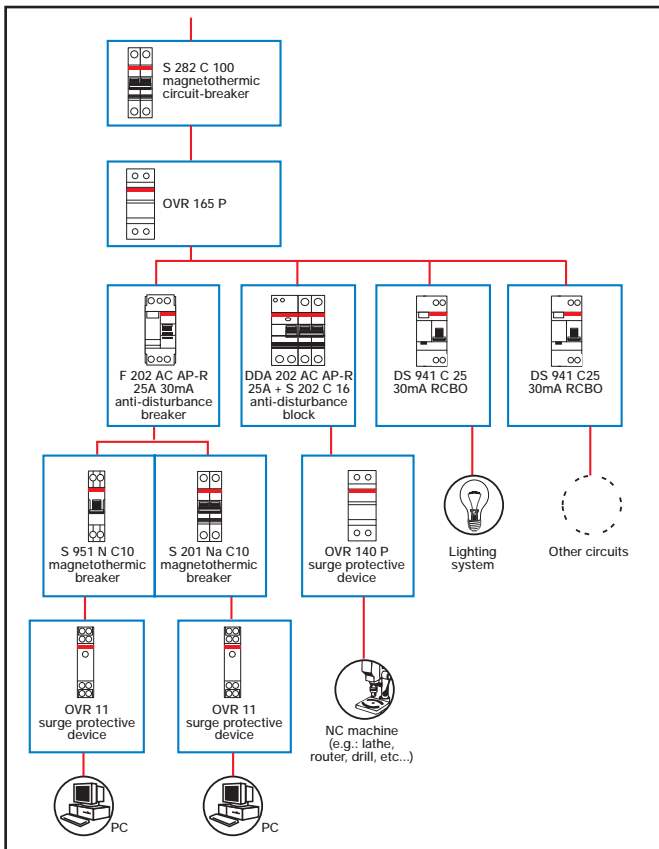 S 282 C 100
magnetothermic
circuit-breaker
OVR 165 P
F 202 AC AP-R
25A 30mA
anti-disturbance
breaker
DDA 202 AC AP-R
25A + S 202 C 16
anti-disturbance
block
DS 941 C 25
30mA RCBO
DS 941 C25
30mA RCBO
S 951 N C10
magnetothermic
breaker
S 201 Na C10
magnetothermic
breaker
OVR 140 P
surge protective
device
Lighting
system
Other circuits
OVR 11
surge protective
device
OVR 11
surge protective
device
NC machine
(e.g.: lathe,
router, drill, etc...)
PC
PC